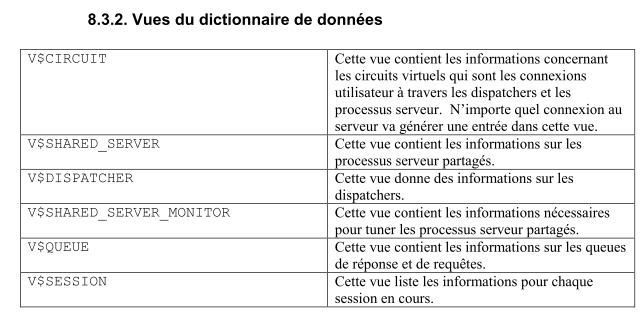 8.3.2. Vues du dictionnaire de données
V$CIRCUIT
Cette vue contient les informations concernant
les circuits virtuels qui sont les connexions
utilisateur à travers les dispatchers et les
processus serveur. N’importe quel connexion au
serveur va générer une entrée dans cette vue.
V$SHARED_SERVER
Cette vue contient les informations sur les
processus serveur partagés.
V$DISPATCHER
Cette vue donne des informations sur les
dispatchers.
V$SHARED_SERVER_MONITOR
Cette vue contient les informations nécessaires
pour tuner les processus serveur partagés.
V$QUEUE
Cette vue contient les informations sur les queues
de réponse et de requêtes.
V$SESSION
Cette vue liste les informations pour chaque
session en cours.